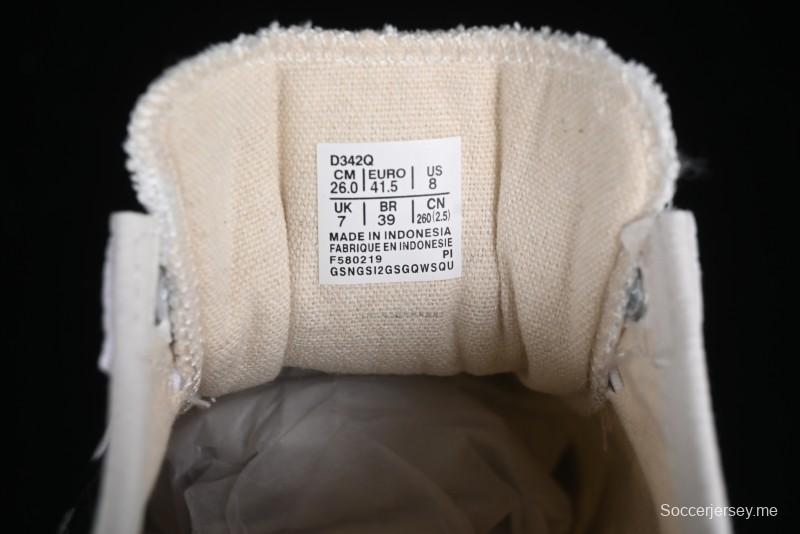 D342Q
CM EURO US
26.0 41.5 8
UK BR CN
7 39 260(2.5)
MADE IN INDONESIA
FABRIQUE EN INDONESIE
F580219 PI
GSNGSI2GSGQWSQU
Soccerjersey.me